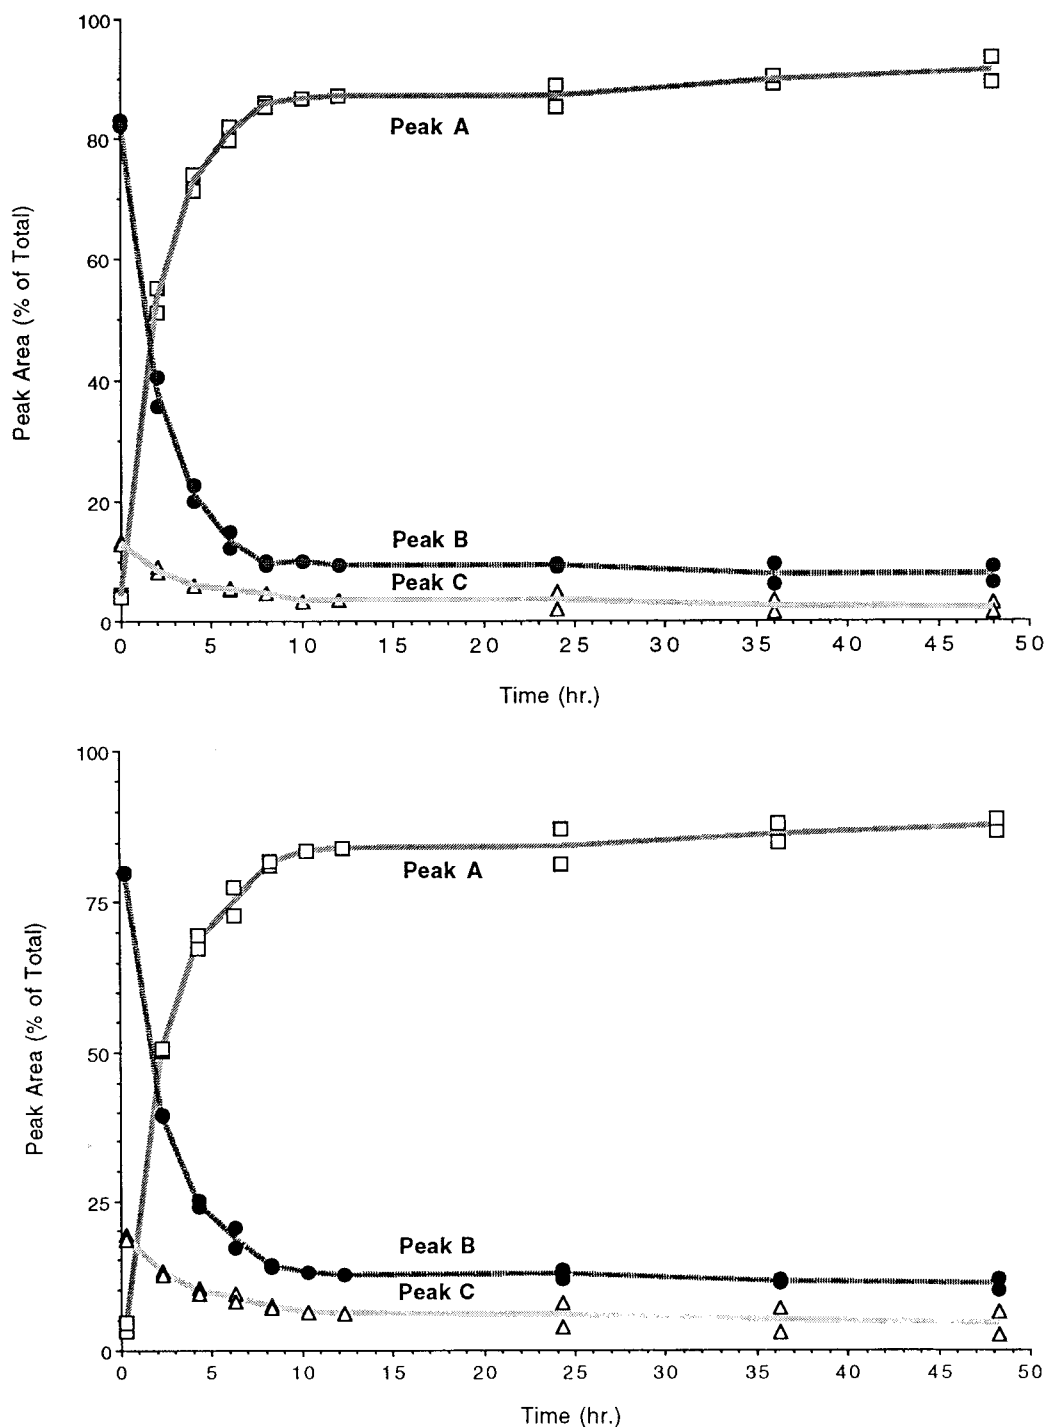 100
80
60
40
20
0
Peak Area (% of Total)
Peak A
Peak B
Peak C
0 5 10 15 20 25 30 35 40 45 50
Time (hr.)
100
75
50
25
0
Peak Area (% of Total)
Peak A
Peak B
Peak C
0 5 10 15 20 25 30 35 40 45 50
Time (hr.)